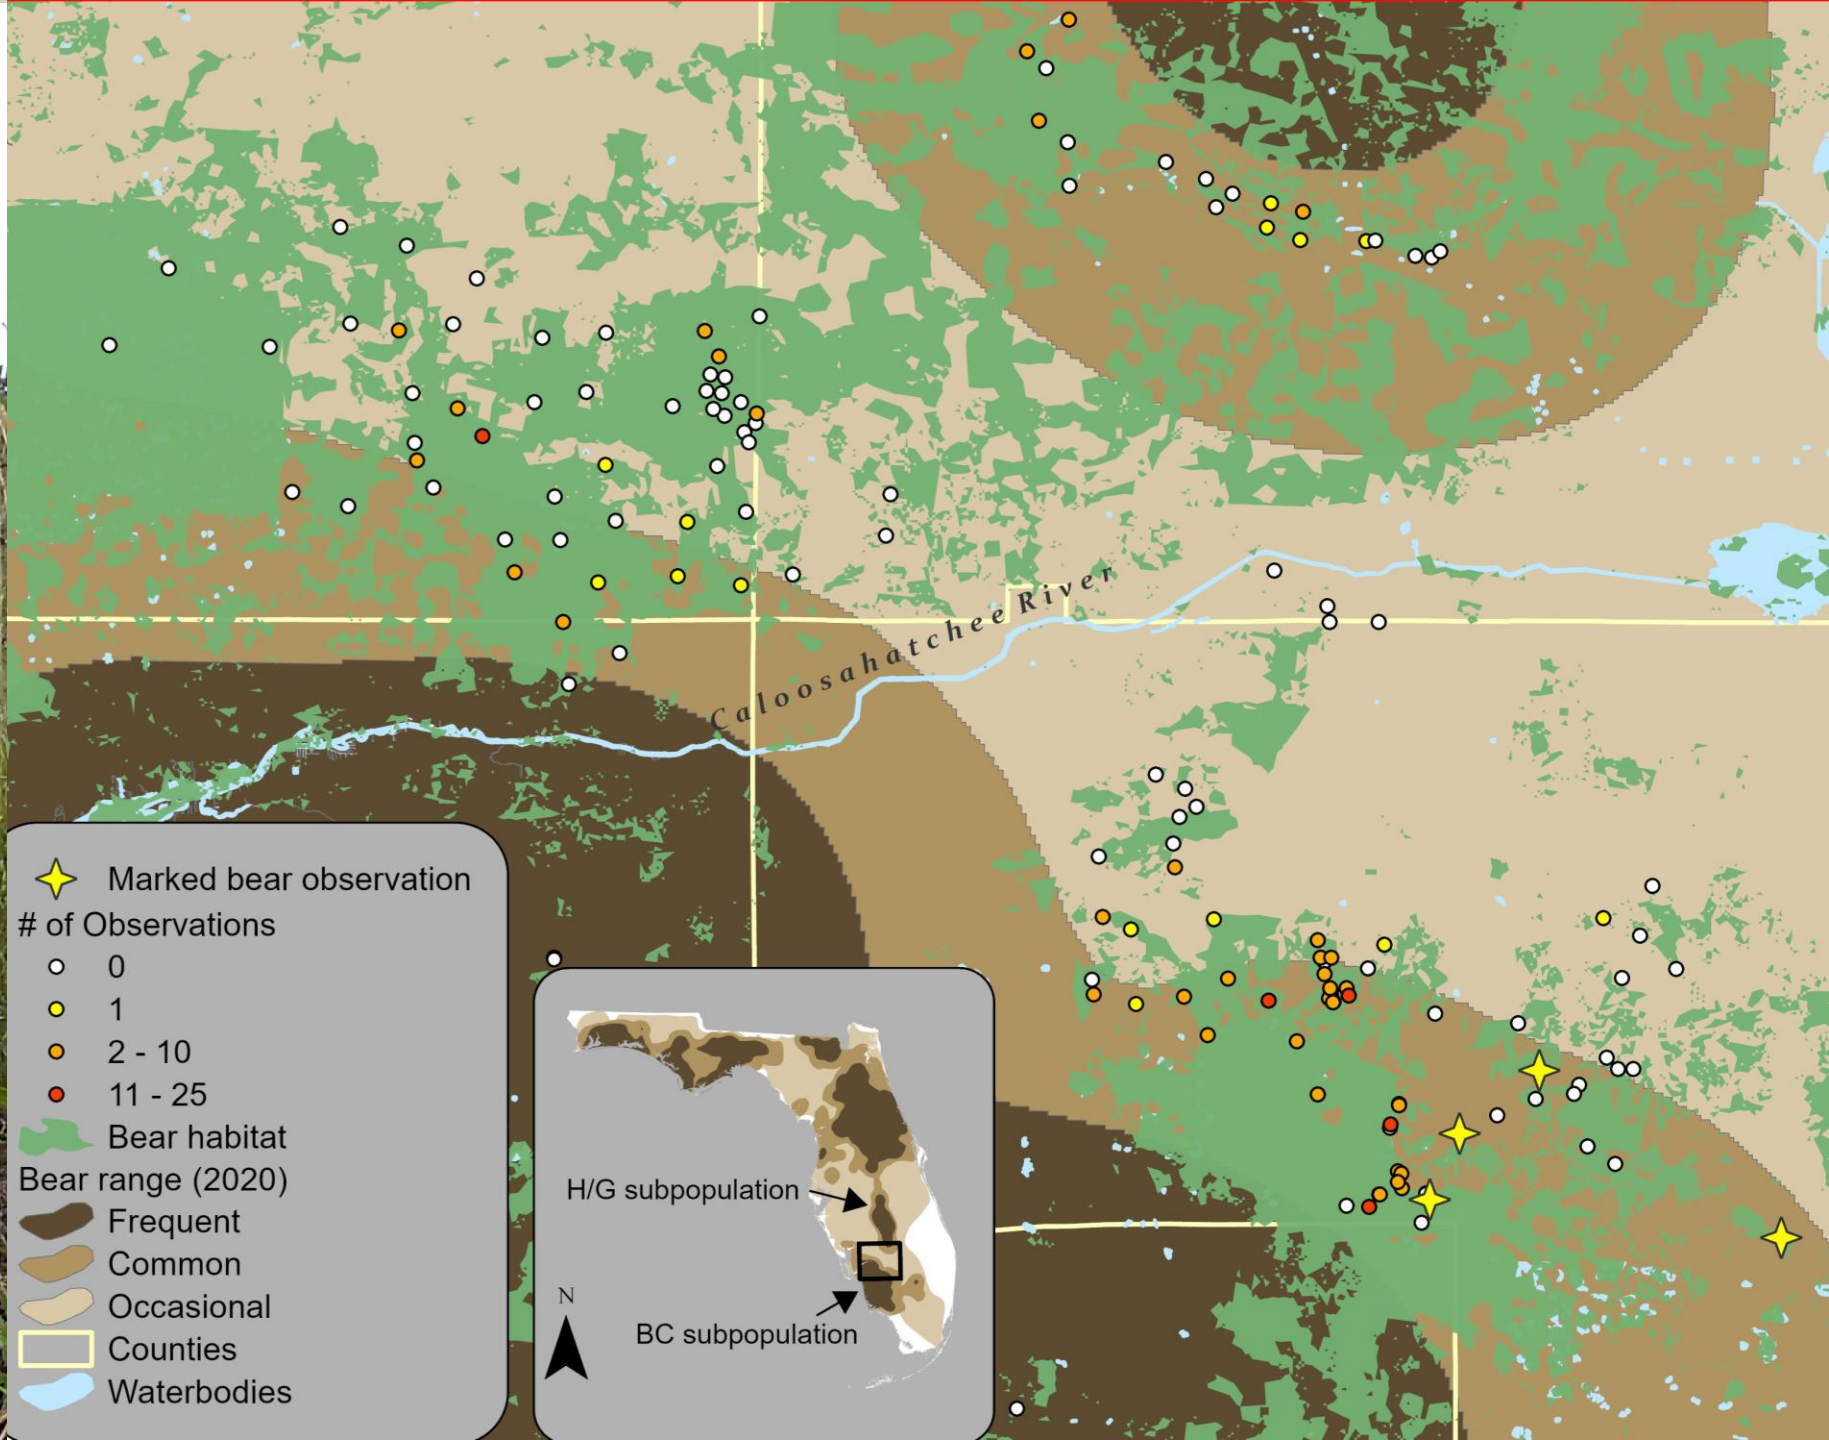 Caloosahatchee River
Marked bear observation
# of Observations
0
1
2 - 10
11 - 25
Bear habitat
Bear range (2020)
Frequent
Common
Occasional
Counties
Waterbodies
H/G subpopulation
N
BC subpopulation